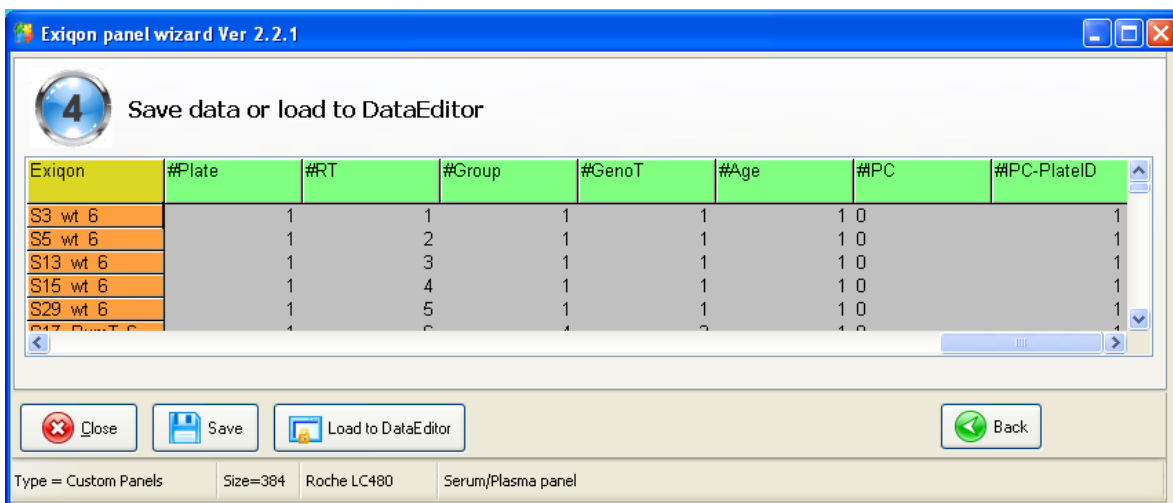 Exiqon panel wizard Ver 2.2.1
4 Save data or load to DataEditor
Exiqon #Plate #RT #Group #GenoT #Age #IPC #IPC-PlateID
S3 wt 6 1 1 1 1 1 0 1
S5 wt 6 1 2 1 1 1 0 1
S13 wt 6 1 3 1 1 1 0 1
S15 wt 6 1 4 1 1 1 0 1
S29 wt 6 1 5 1 1 1 0 1
Close Save Load to DataEditor Back
Type = Custom Panels Size=384 Roche LC480 Serum/Plasma panel